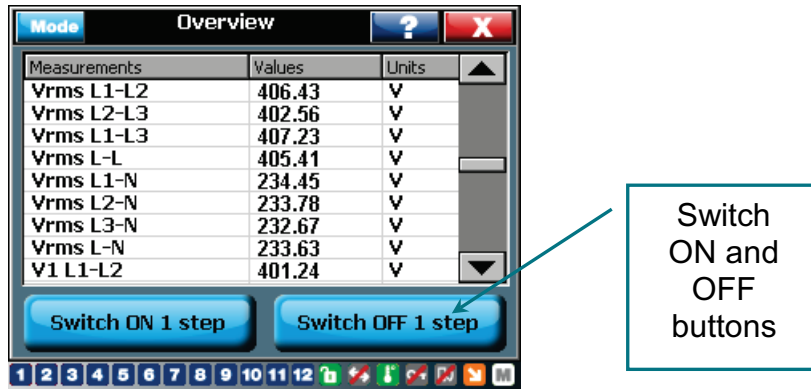 Mode Overview ? X
Measurements Values Units
Vrms L1-L2 406.43 V
Vrms L2-L3 402.56 V
Vrms L1-L3 407.23 V
Vrms L-L 405.41 V
Vrms L1-N 234.45 V
Vrms L2-N 233.78 V
Vrms L3-N 232.67 V
Vrms L-N 233.63 V
V1 L1-L2 401.24 V
Switch ON 1 step Switch OFF 1 step
1 2 3 4 5 6 7 8 9 10 11 12 M
Switch
ON and
OFF
buttons